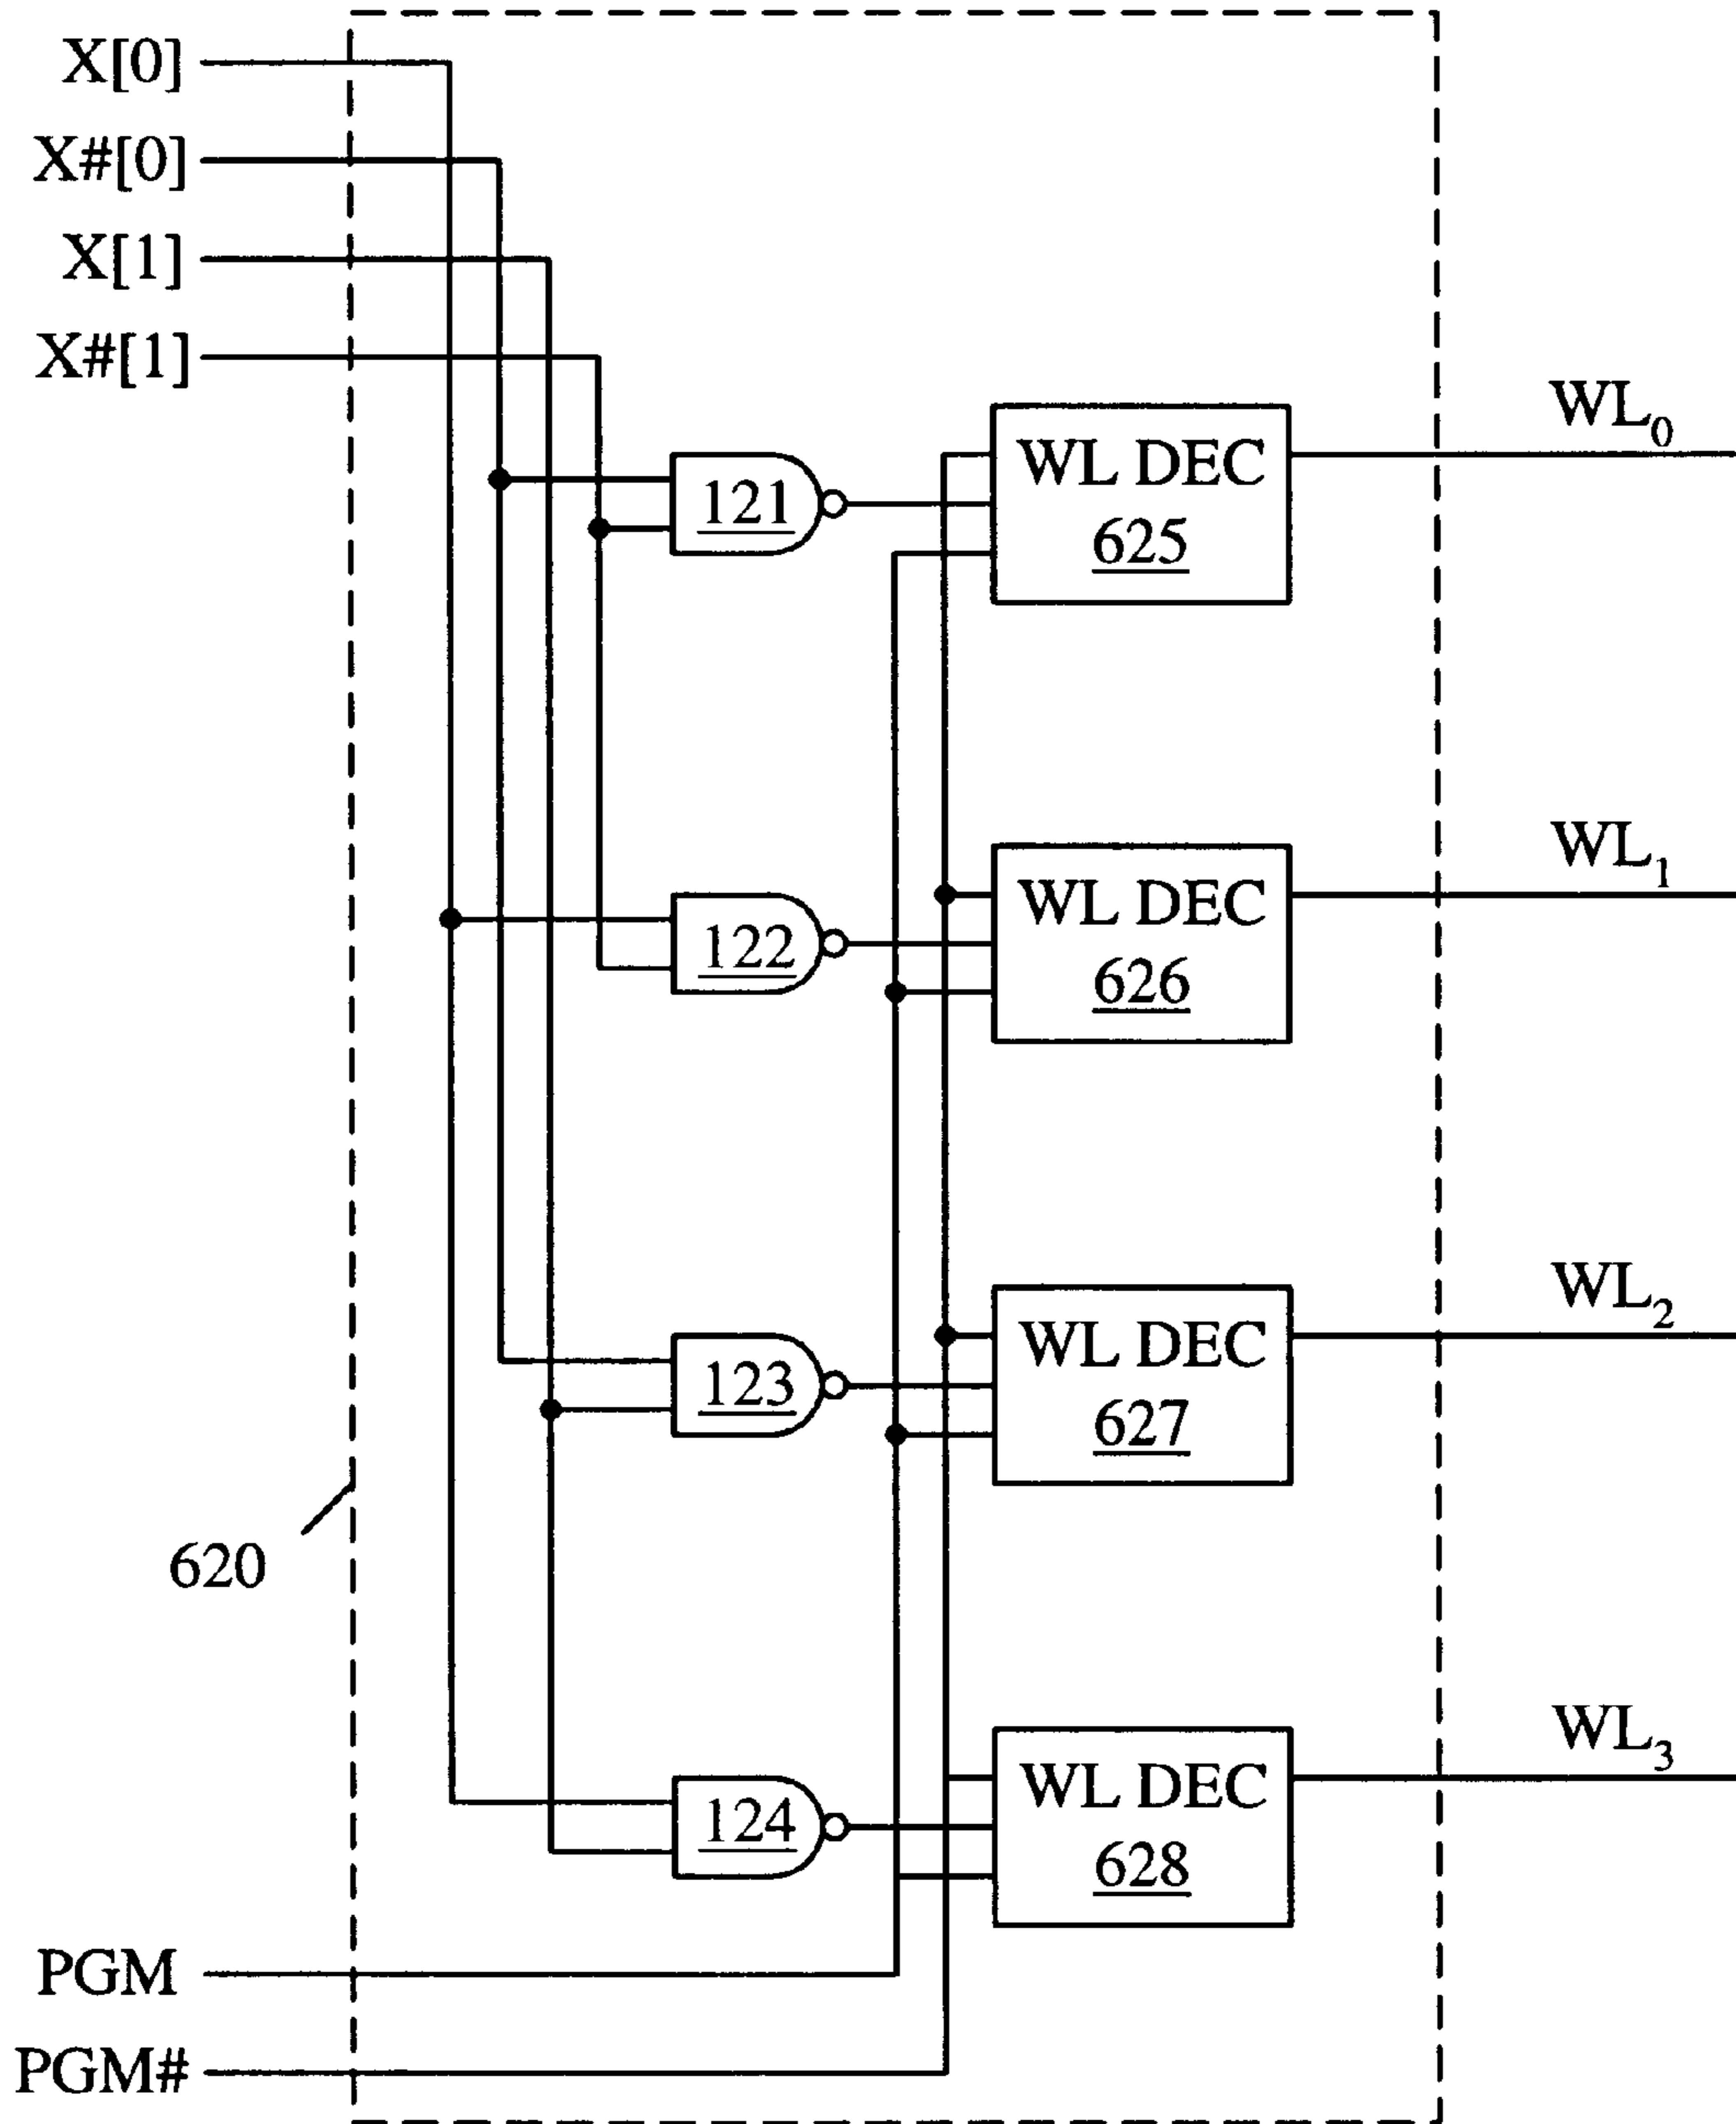 X[0]
X#[0]
X[1]
X#[1]
121
WL DEC
625
WL₀
122
WL DEC
626
WL₁
123
WL DEC
627
WL₂
620
124
WL DEC
628
WL₃
PGM
PGM#